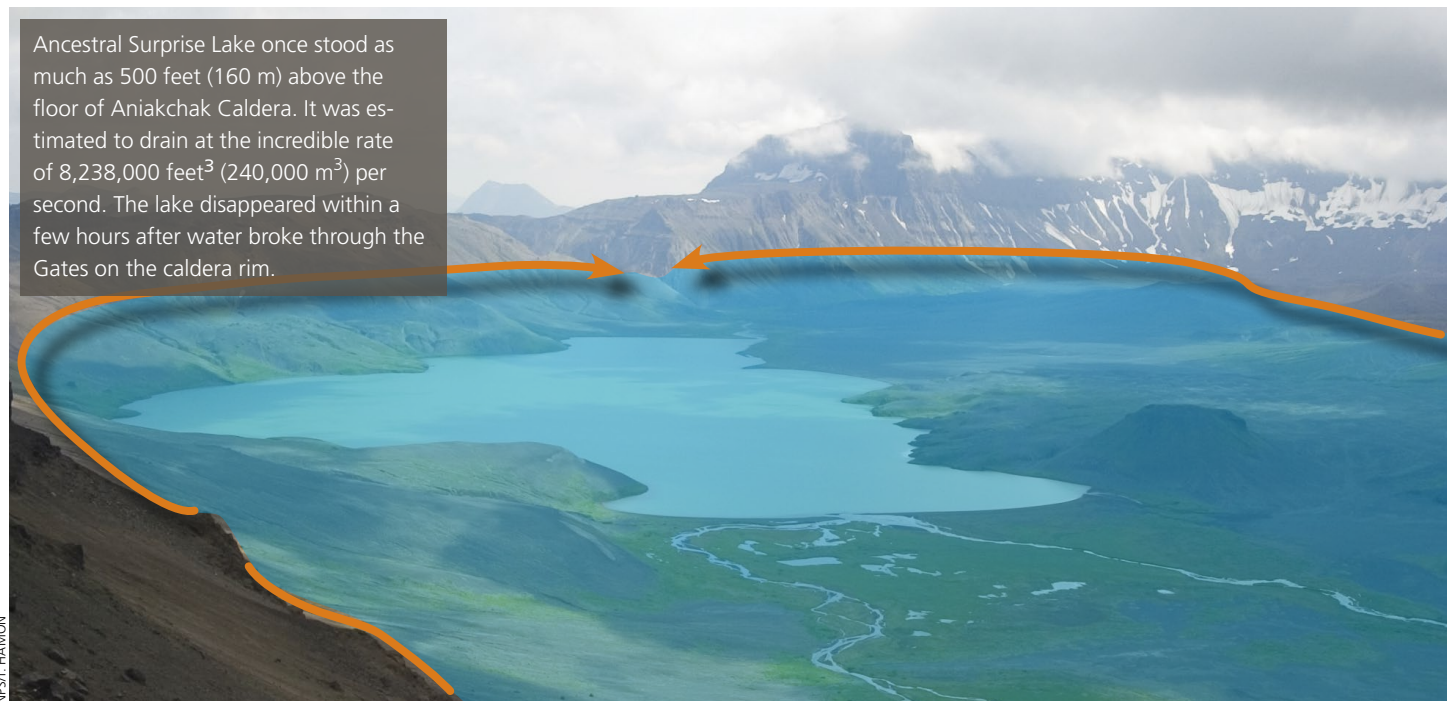 Ancestral Surprise Lake once stood as
much as 500 feet (160 m) above the
floor of Aniakchak Caldera. It was es-
timated to drain at the incredible rate
of 8,238,000 feet³ (240,000 m³) per
second. The lake disappeared within a
few hours after water broke through the
Gates on the caldera rim.
HAMON